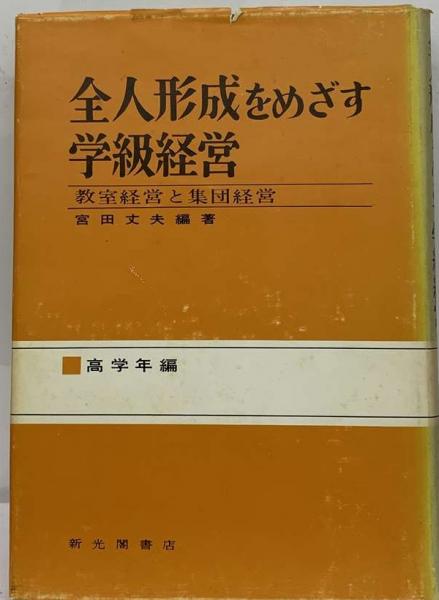 全人形成をめざす
学級経営
教室経営と集団経営
宮田丈夫編著
高学年編
新光閣書店